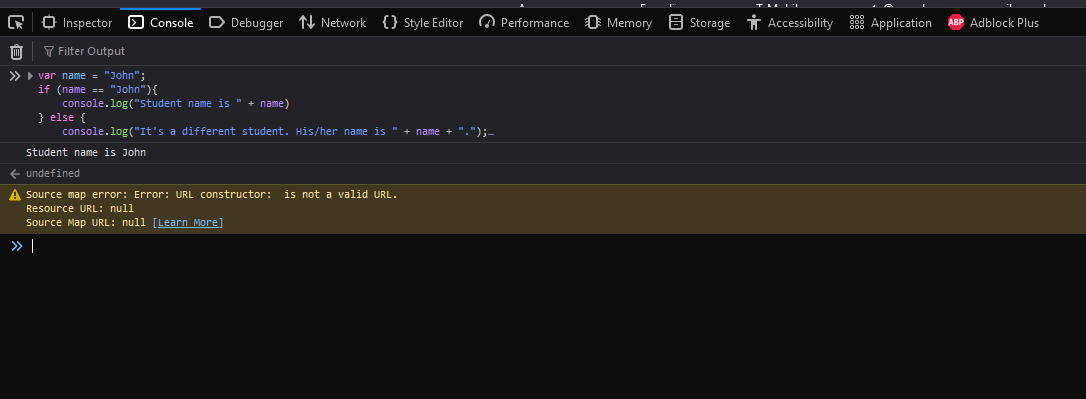 Inspector Console Debugger Network Style Editor Performance Memory Storage Accessibility Application ABP Adblock Plus
Filter Output
var name = "John";
if (name == "John"){
console.log("Student name is " + name)
} else {
console.log("It's a different student. His/her name is " + name + ".");…
Student name is John
undefined
Source map error: Error: URL constructor:  is not a valid URL.
Resource URL: null
Source Map URL: null [Learn More]